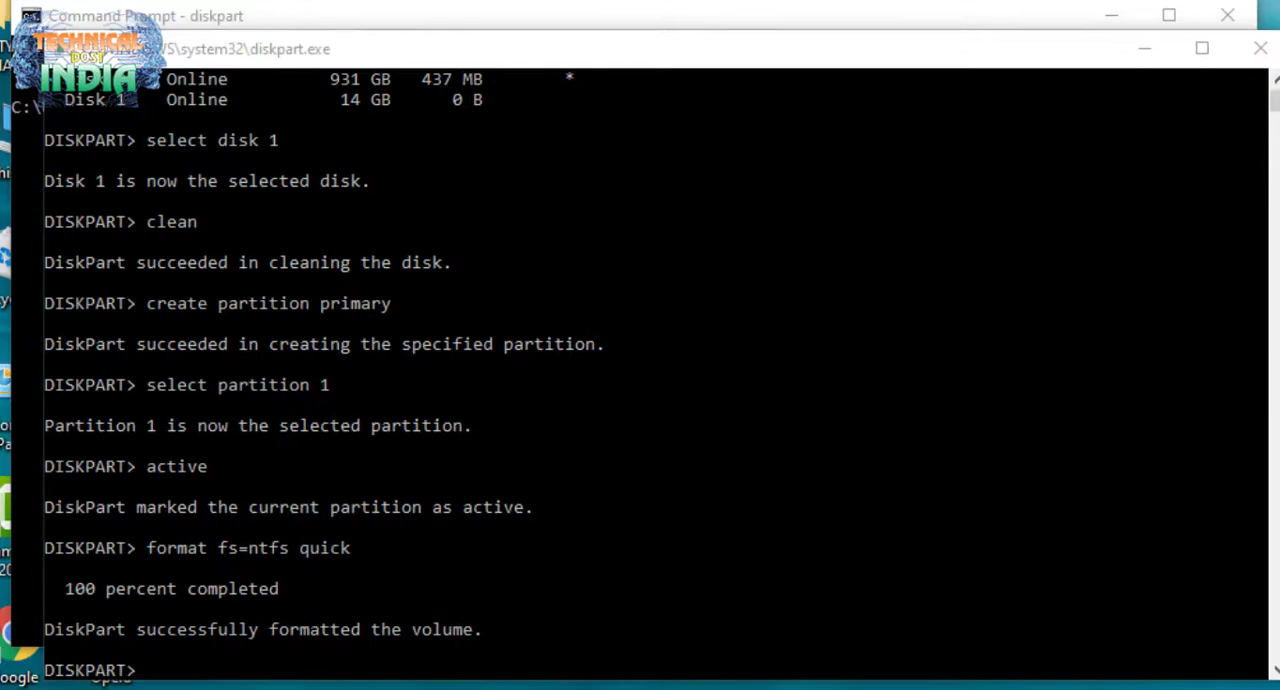 Command Prompt - diskpart
TECHNICAL
DOST
INDIA
S\system32\diskpart.exe
Online 931 GB 437 MB *
C:\
Disk 1 Online 14 GB 0 B
DISKPART> select disk 1
Disk 1 is now the selected disk.
DISKPART> clean
DiskPart succeeded in cleaning the disk.
DISKPART> create partition primary
DiskPart succeeded in creating the specified partition.
DISKPART> select partition 1
Partition 1 is now the selected partition.
DISKPART> active
DiskPart marked the current partition as active.
DISKPART> format fs=ntfs quick
100 percent completed
DiskPart successfully formatted the volume.
DISKPART>
oogle